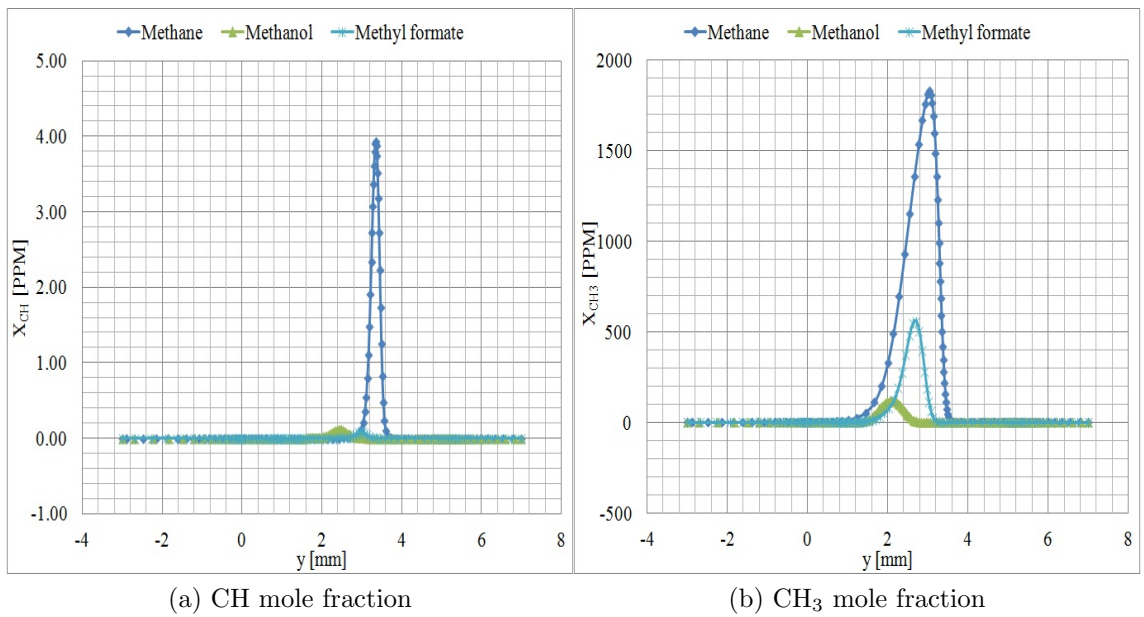 Methane Methanol Methyl formate
5.00
4.00
3.00
2.00
1.00
0.00
-1.00
X_CH [PPM]
-4 -2 0 2 4 6 8
y [mm]
(a) CH mole fraction
Methane Methanol Methyl formate
2000
1500
1000
500
0
-500
X_CH3 [PPM]
-4 -2 0 2 4 6 8
y [mm]
(b) CH₃ mole fraction